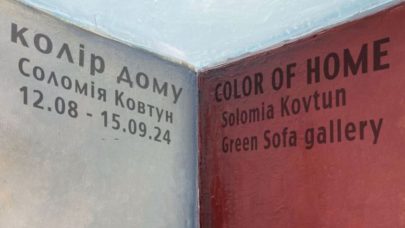 колір дому
Соломія Ковтун
12.08 - 15.09.24
COLOR OF HOME
Solomia Kovtun
Green Sofa gallery